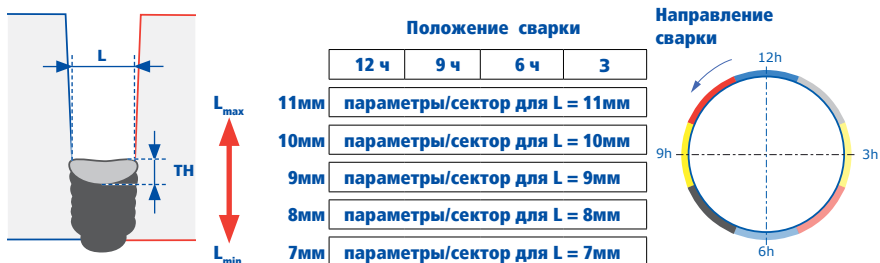 L
TH
L max
L min
Положение сварки
12 ч 9 ч 6 ч 3
11мм параметры/сектор для L = 11мм
10мм параметры/сектор для L = 10мм
9мм параметры/сектор для L = 9мм
8мм параметры/сектор для L = 8мм
7мм параметры/сектор для L = 7мм
Направление
сварки
12h
9h 3h
6h